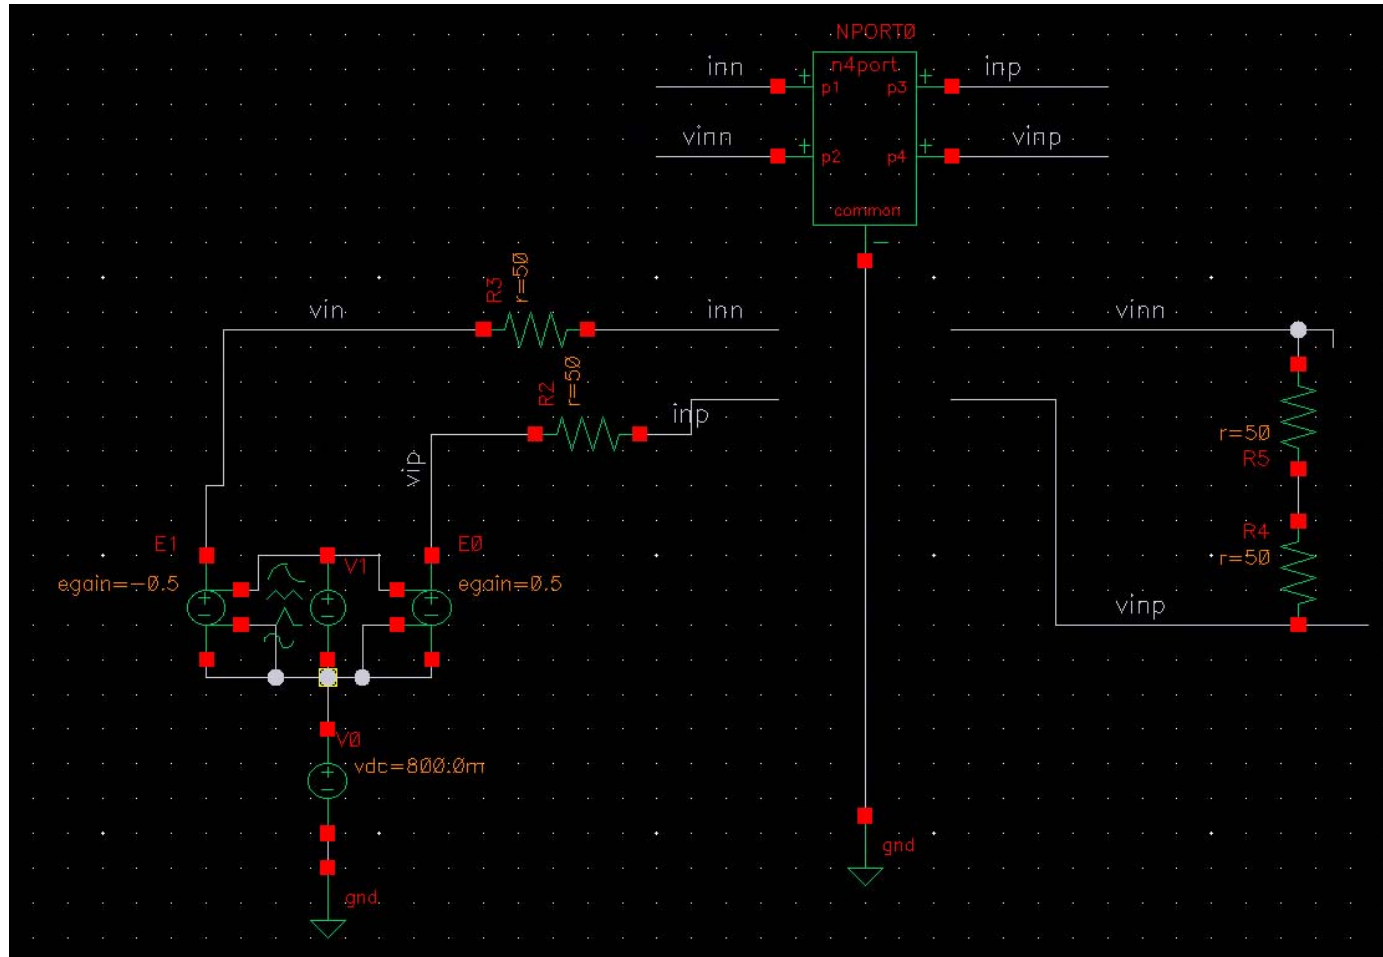 NPORT0
inn
n4port
inp
p1
p3
vinn
vinp
p2
p4
common
R3
r=50
vin
inn
vinn
R2
r=50
inp
r=50
R5
vip
R4
r=50
E1
V1
E0
egain=-0.5
egain=0.5
vinp
V0
vdc=800.0m
gnd
gnd